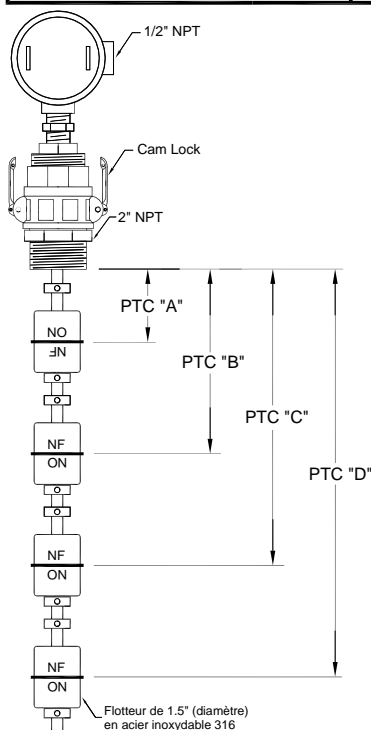 1/2" NPT
Cam Lock
2" NPT
PTC "A"
ON
NF
PTC "B"
PTC "C"
NF
ON
PTC "D"
NF
ON
NF
ON
Flotteur de 1.5" (diamètre)
en acier inoxydable 316